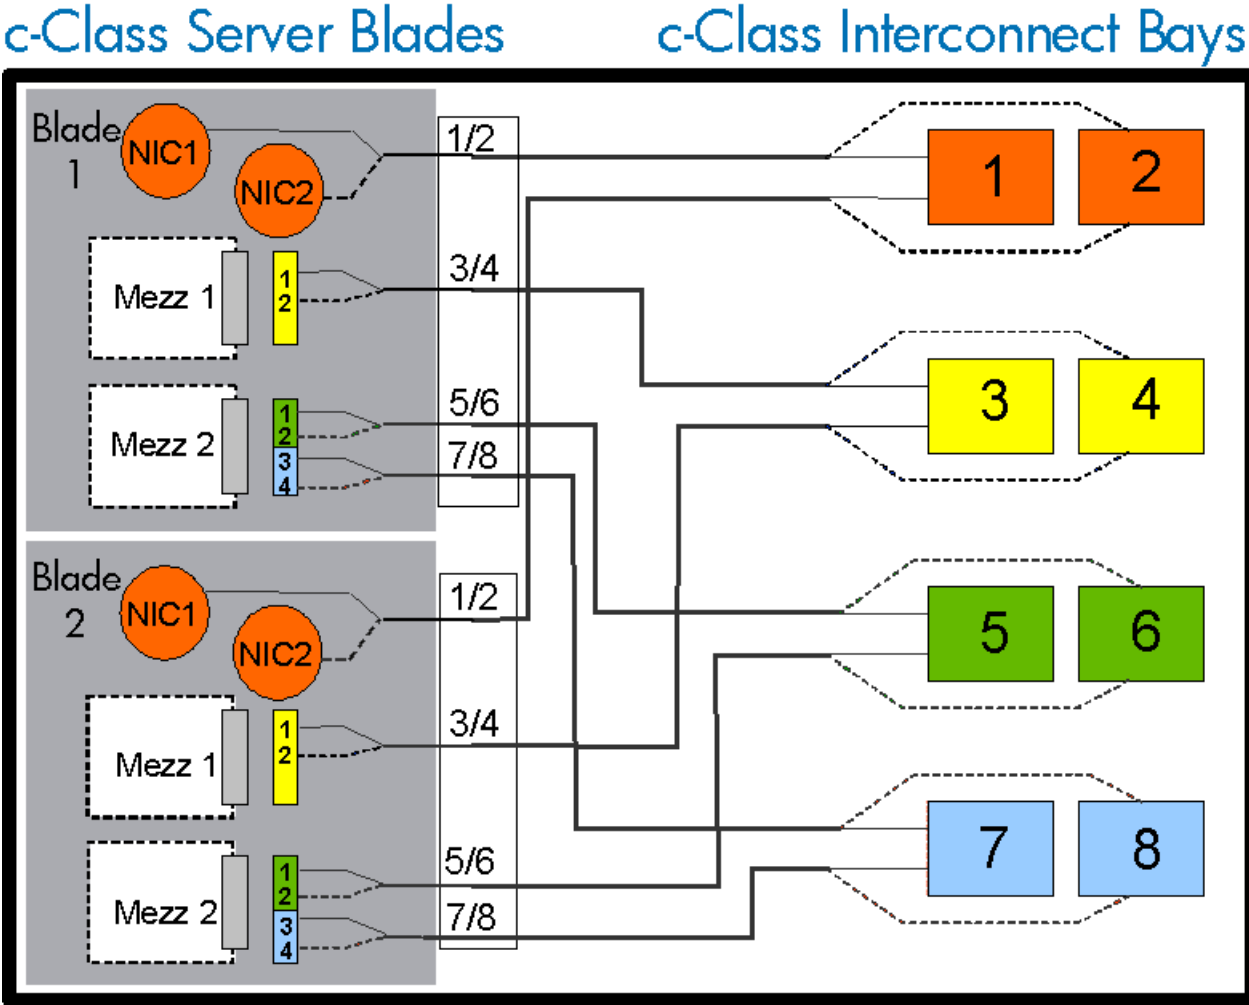 c-Class Server Blades
c-Class Interconnect Bays
Blade
1
NIC1
NIC2
1/2
Mezz 1
1
2
3/4
Mezz 2
1
2
3
4
5/6
7/8
Blade
2
NIC1
NIC2
1/2
Mezz 1
1
2
3/4
Mezz 2
1
2
3
4
5/6
7/8
1
2
3
4
5
6
7
8